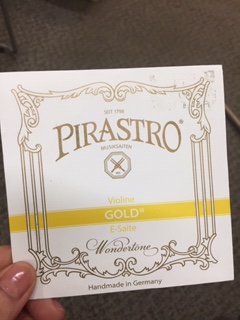 SEIT 1798
PIRASTRO
MUSIKSAITEN
Violine
GOLD®
E-Saite
Wondertone
Handmade in Germany